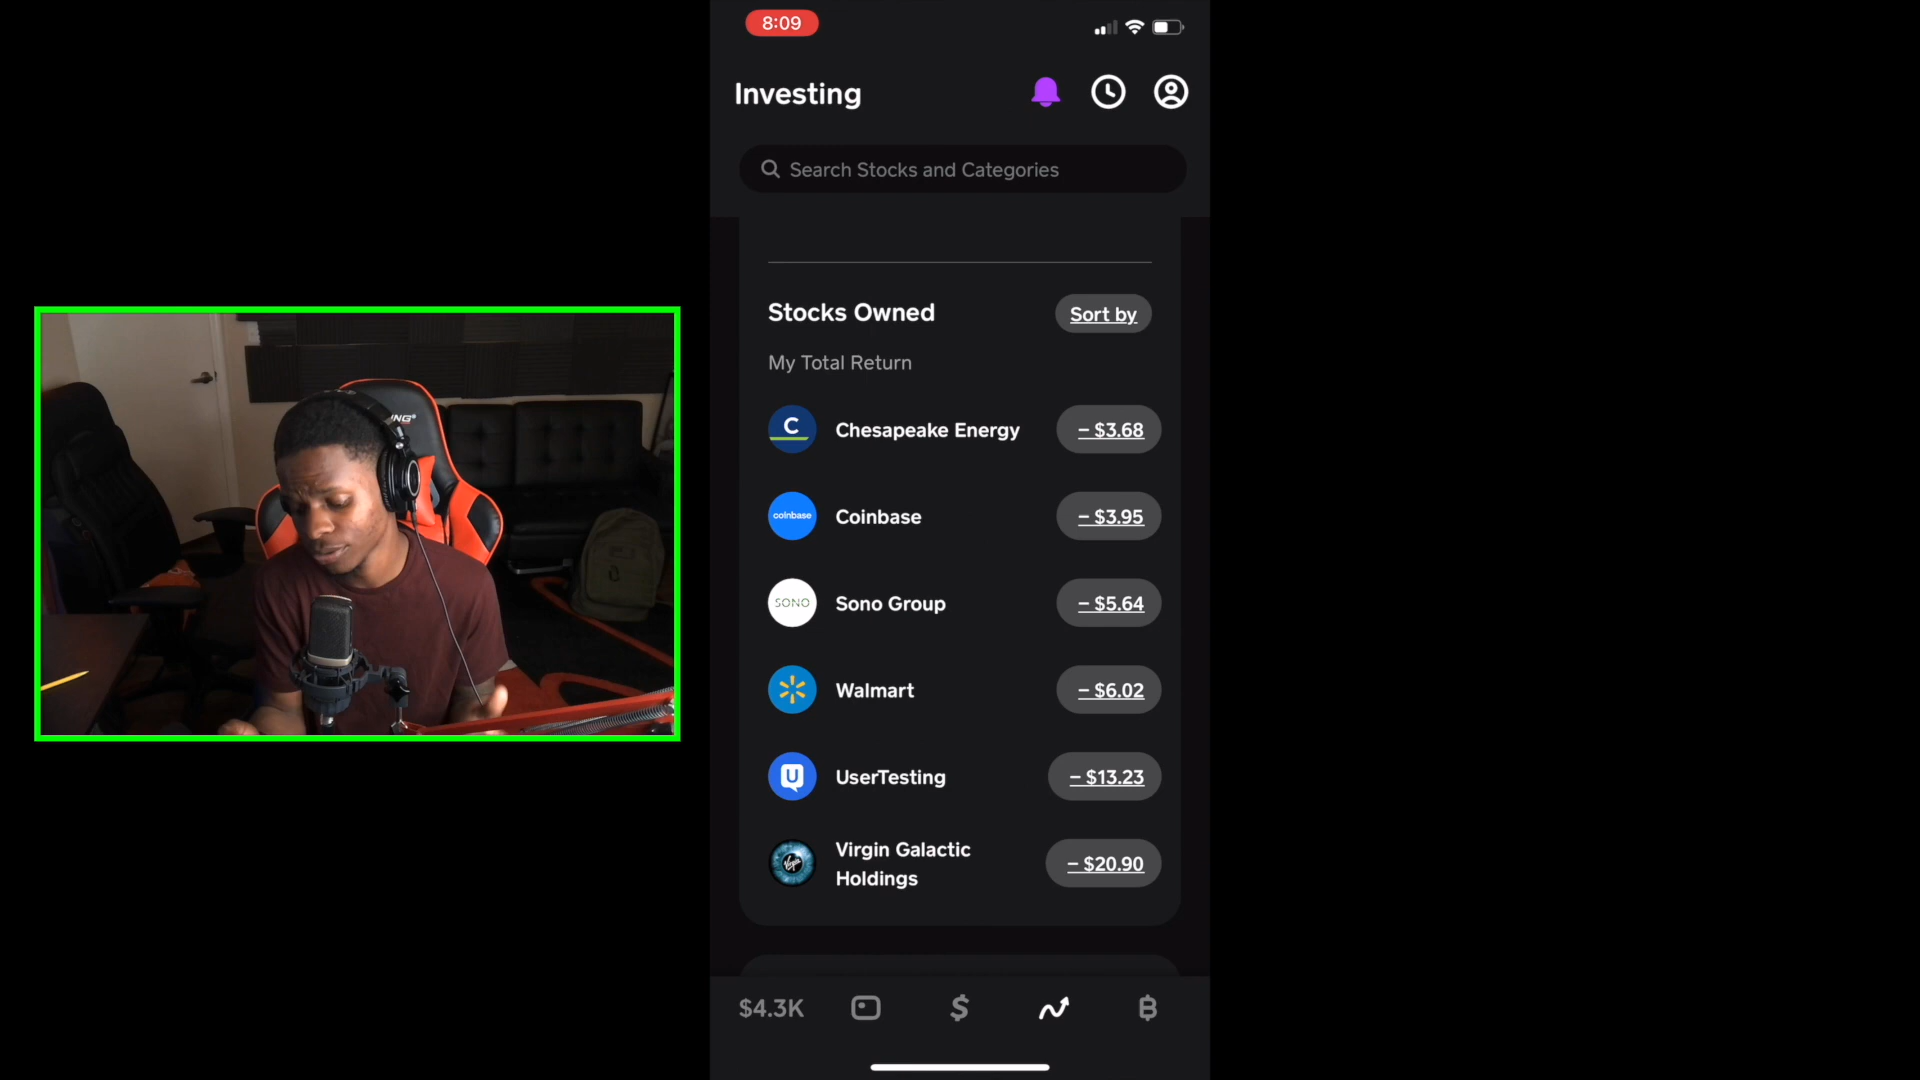 8:09
Investing
Search Stocks and Categories
Stocks Owned
Sort by
My Total Return
C
Chesapeake Energy
– $3.68
coinbase
Coinbase
– $3.95
SONO
Sono Group
– $5.64
Walmart
– $6.02
U
UserTesting
– $13.23
Virgin
Virgin Galactic
Holdings
– $20.90
$4.3K
$